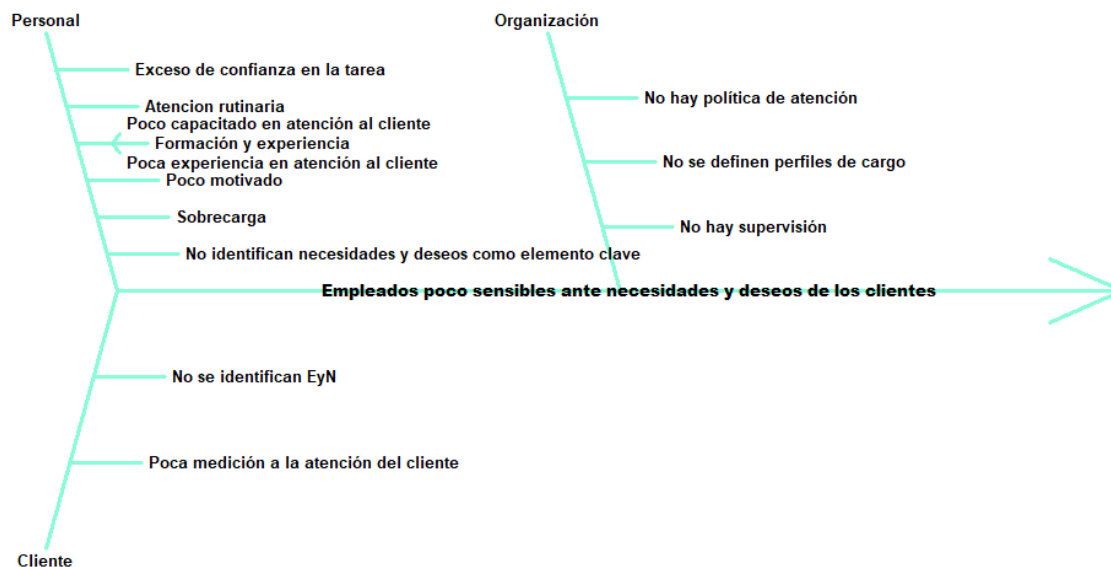 Personal
Exceso de confianza en la tarea
Atencion rutinaria
Poco capacitado en atención al cliente
Formación y experiencia
Poca experiencia en atención al cliente
Poco motivado
Sobrecarga
No identifican necesidades y deseos como elemento clave
Organización
No hay política de atención
No se definen perfiles de cargo
No hay supervisión
Empleados poco sensibles ante necesidades y deseos de los clientes
No se identifican EyN
Poca medición a la atención del cliente
Cliente